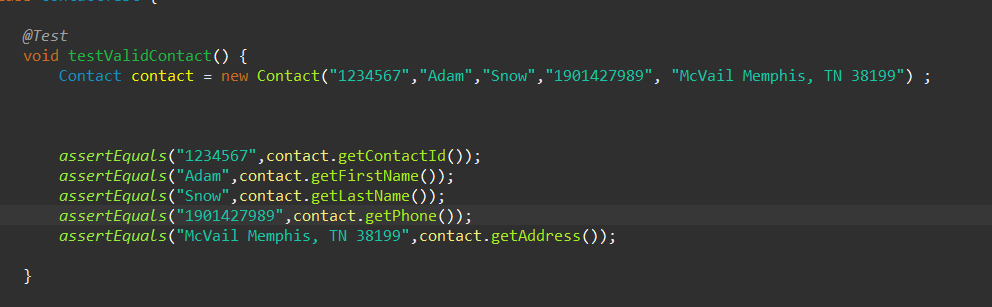 @Test
void testValidContact() {
Contact contact = new Contact("1234567","Adam","Snow","1901427989", "McVail Memphis, TN 38199") ;
assertEquals("1234567",contact.getContactId());
assertEquals("Adam",contact.getFirstName());
assertEquals("Snow",contact.getLastName());
assertEquals("1901427989",contact.getPhone());
assertEquals("McVail Memphis, TN 38199",contact.getAddress());
}